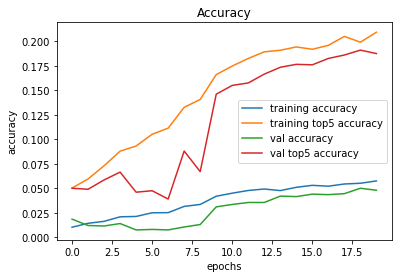 Accuracy
0.200
0.175
0.150
0.125
0.100
0.075
0.050
0.025
0.000
accuracy
training accuracy
training top5 accuracy
val accuracy
val top5 accuracy
0.0 2.5 5.0 7.5 10.0 12.5 15.0 17.5
epochs